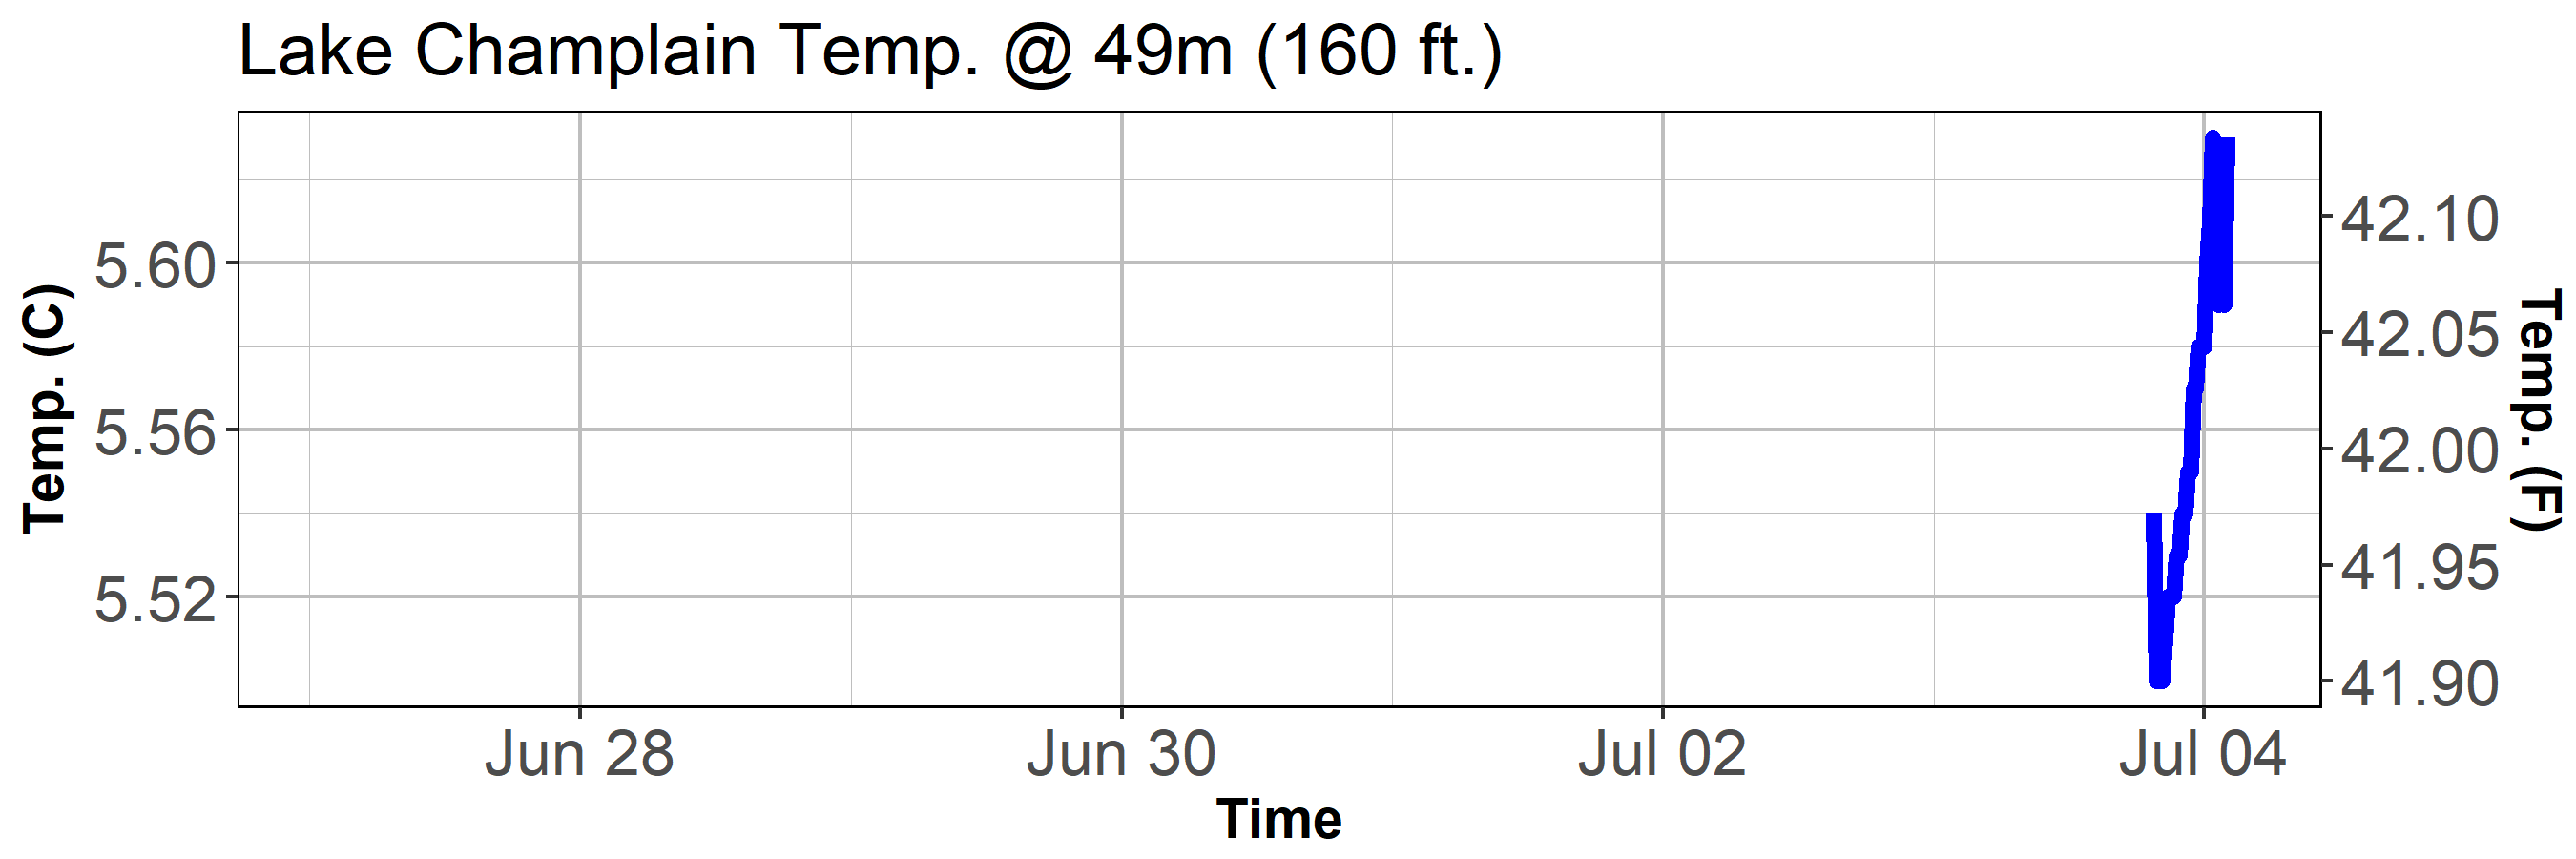 Lake Champlain Temp. @ 49m (160 ft.)
Temp. (C)
5.60
5.56
5.52
42.10
42.05
42.00
41.95
41.90
Temp. (F)
Jun 28
Jun 30
Jul 02
Jul 04
Time